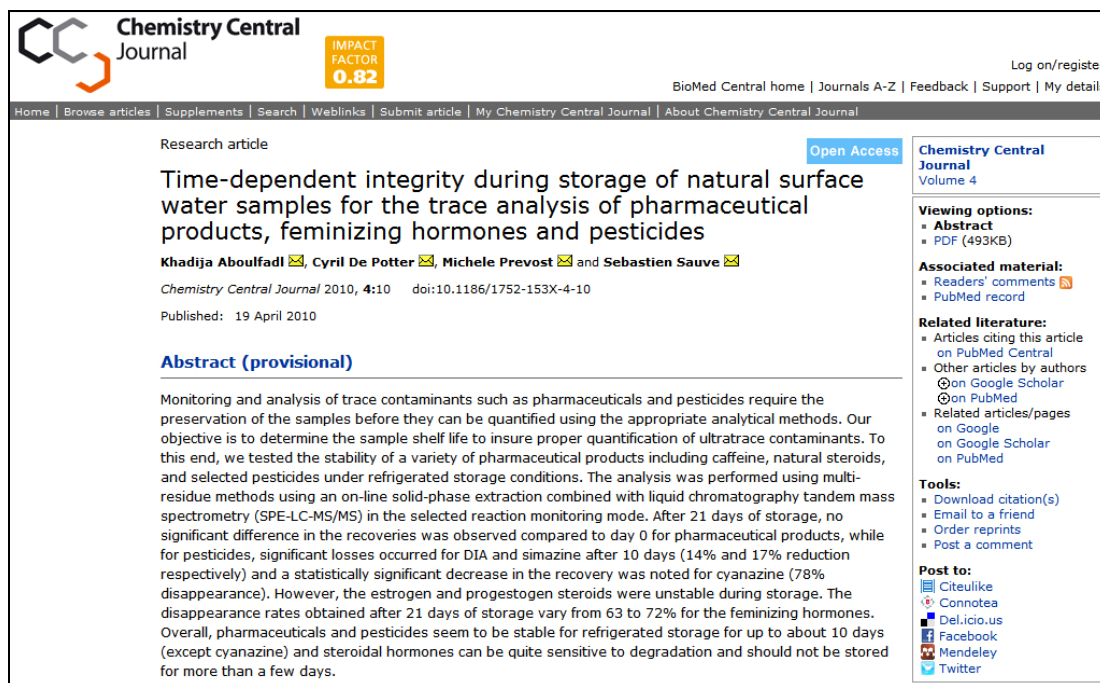 Chemistry Central
Journal
IMPACT
FACTOR
0.82
Log on/registe
BioMed Central home | Journals A-Z | Feedback | Support | My detail
Home | Browse articles | Supplements | Search | Weblinks | Submit article | My Chemistry Central Journal | About Chemistry Central Journal
Research article
Open Access
Time-dependent integrity during storage of natural surface
water samples for the trace analysis of pharmaceutical
products, feminizing hormones and pesticides
Khadija Aboulfadl, Cyril De Potter, Michele Prevost and Sebastien Sauve
Chemistry Central Journal 2010, 4:10 doi:10.1186/1752-153X-4-10
Published: 19 April 2010
Abstract (provisional)
Monitoring and analysis of trace contaminants such as pharmaceuticals and pesticides require the
preservation of the samples before they can be quantified using the appropriate analytical methods. Our
objective is to determine the sample shelf life to insure proper quantification of ultratrace contaminants. To
this end, we tested the stability of a variety of pharmaceutical products including caffeine, natural steroids,
and selected pesticides under refrigerated storage conditions. The analysis was performed using multi-
residue methods using an on-line solid-phase extraction combined with liquid chromatography tandem mass
spectrometry (SPE-LC-MS/MS) in the selected reaction monitoring mode. After 21 days of storage, no
significant difference in the recoveries was observed compared to day 0 for pharmaceutical products, while
for pesticides, significant losses occurred for DIA and simazine after 10 days (14% and 17% reduction
respectively) and a statistically significant decrease in the recovery was noted for cyanazine (78%
disappearance). However, the estrogen and progestogen steroids were unstable during storage. The
disappearance rates obtained after 21 days of storage vary from 63 to 72% for the feminizing hormones.
Overall, pharmaceuticals and pesticides seem to be stable for refrigerated storage for up to about 10 days
(except cyanazine) and steroidal hormones can be quite sensitive to degradation and should not be stored
for more than a few days.
Chemistry Central
Journal
Volume 4
Viewing options:
Abstract
PDF (493KB)
Associated material:
Readers' comments
PubMed record
Related literature:
Articles citing this article
on PubMed Central
Other articles by authors
on Google Scholar
on PubMed
Related articles/pages
on Google
on Google Scholar
on PubMed
Tools:
Download citation(s)
Email to a friend
Order reprints
Post a comment
Post to:
Citeulike
Connotea
Del.icio.us
Facebook
Mendeley
Twitter